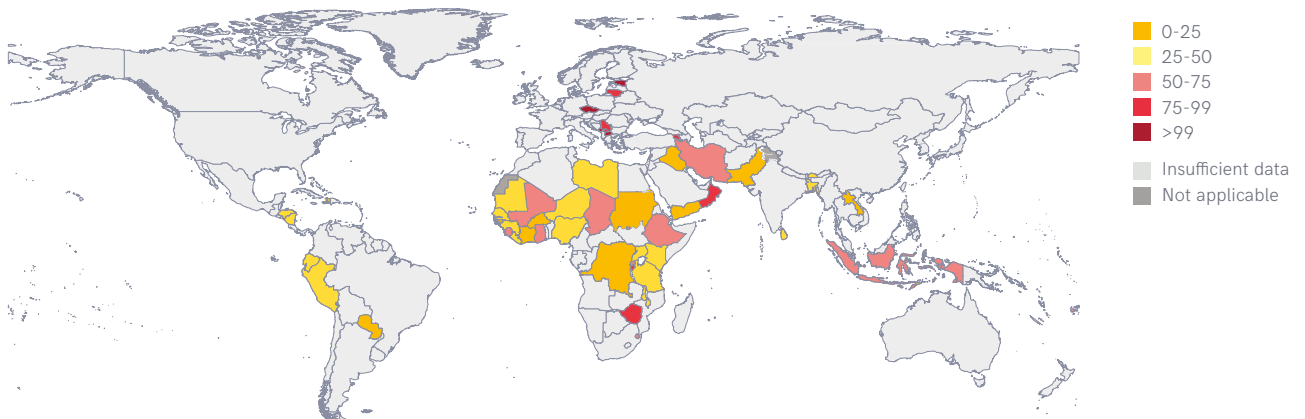 0-25
25-50
50-75
75-99
>99
Insufficient data
Not applicable